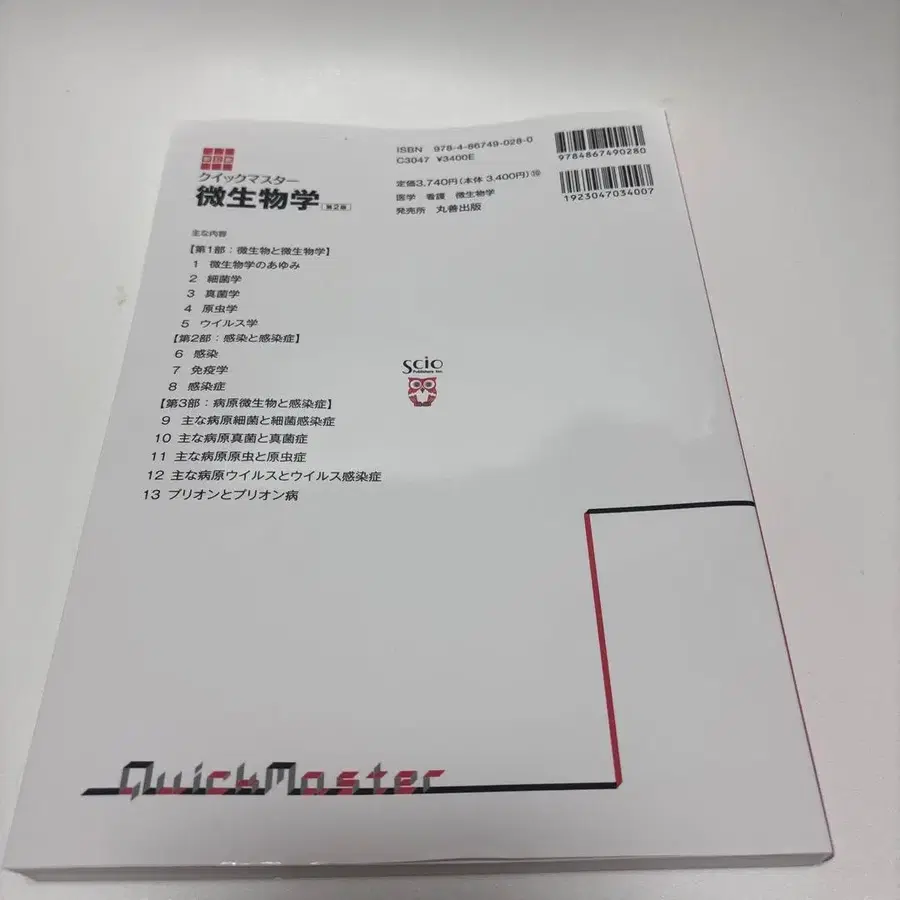 クイックマスター
微生物学 第2版
ISBN 978-4-86749-028-0
C3047 ¥3400E
定価3,740円(本体 3,400円)⑩
医学 看護 微生物学
発売所 丸善出版
9784867490280
1923047034007
主な内容
【第1部:微生物と微生物学】
1 微生物学のあゆみ
2 細菌学
3 真菌学
4 原虫学
5 ウイルス学
【第2部:感染と感染症】
6 感染
7 免疫学
8 感染症
【第3部:病原微生物と感染症】
9 主な病原細菌と細菌感染症
10 主な病原真菌と真菌症
11 主な病原原虫と原虫症
12 主な病原ウイルスとウイルス感染症
13 プリオンとプリオン病
Scio
Publishers Inc.
QuickMaster